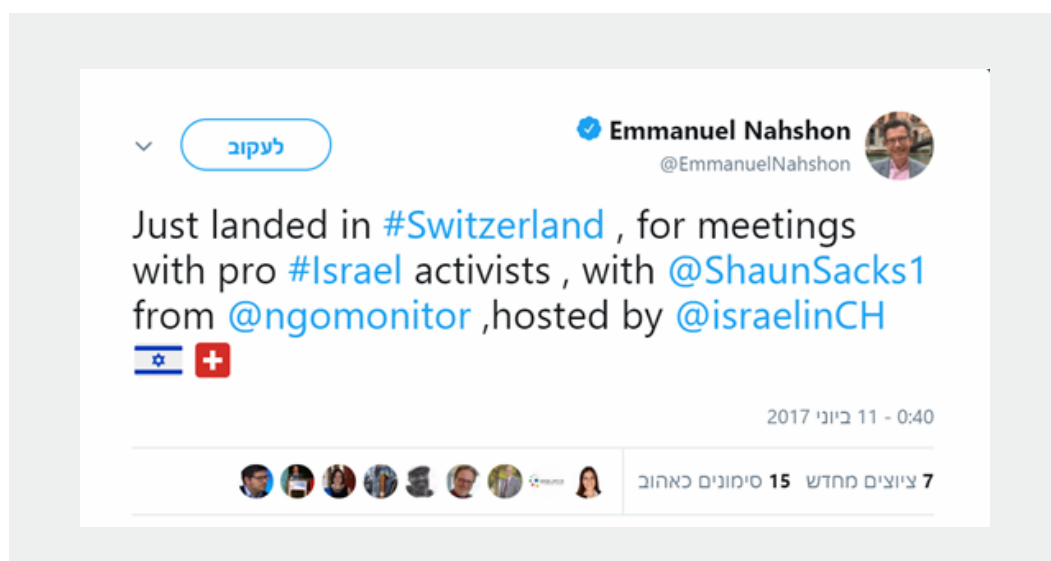 Emmanuel Nahshon
לעקוב
@EmmanuelNahshon
Just landed in #Switzerland , for meetings
with pro #Israel activists , with @ShaunSacks1
from @ngomonitor ,hosted by @israelinCH
0:40 - 11 ביוני 2017
7 ציוצים מחדש 15 סימונים כאהוב